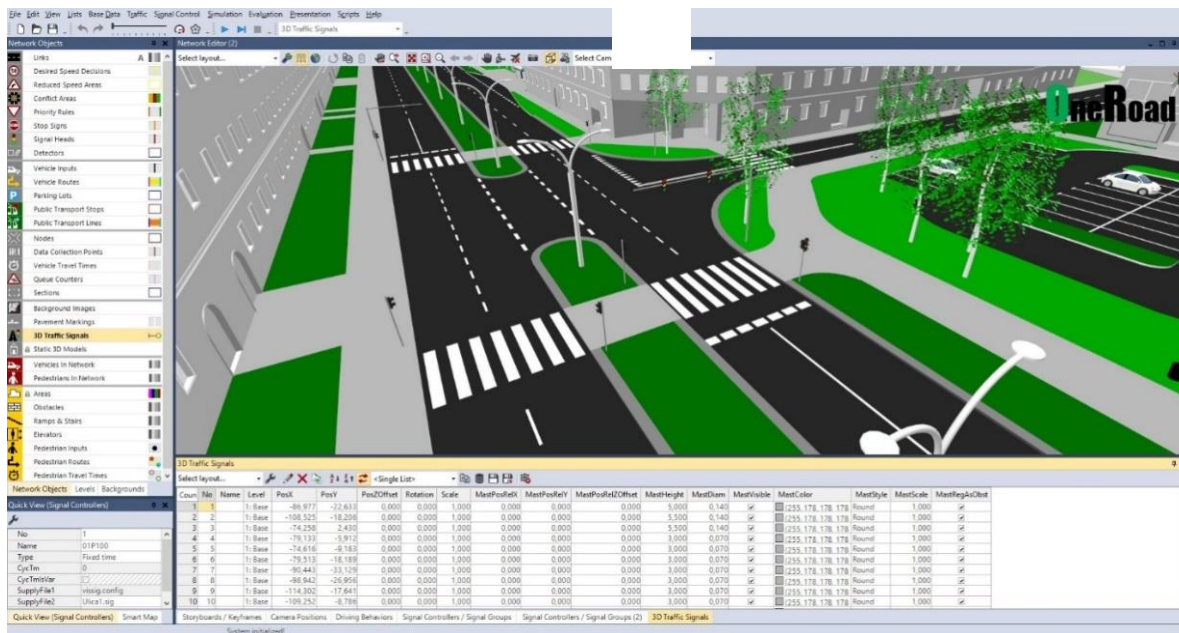 File Edit View Lists Base Data Traffic Signal Control Simulation Evaluation Presentation Scripts Help
3D Traffic Signals
Network Objects
Network Editor (2)
Select layout...
Select Cam
Links
Desired Speed Decisions
Reduced Speed Areas
Conflict Areas
Priority Rules
Stop Signs
Signal Heads
Detectors
Vehicle Inputs
Vehicle Routes
Parking Lots
Public Transport Stops
Public Transport Lines
Nodes
Data Collection Points
Vehicle Travel Times
Queue Counters
Sections
Background Images
Pavement Markings
3D Traffic Signals
Static 3D Models
Vehicles In Network
Pedestrians In Network
Areas
Obstacles
Ramps & Stairs
Elevators
Pedestrian Inputs
Pedestrian Routes
Pedestrian Travel Times
Network Objects Levels Backgrounds
OneRoad
Quick View (Signal Controllers)
No 1
Name 01P100
Type Fixed time
CycTm 0
CycTmIsVar
SupplyFile1 vissig.config
SupplyFile2 Ulica1.sig
Quick View (Signal Controllers) Smart Map
3D Traffic Signals
Select layout... <Single List>
Coun No Name Level PosX PosY PosZOffset Rotation Scale MastPosRelX MastPosRelY MastPosRelZOffset MastHeight MastDiam MastVisible MastColor MastStyle MastScale MastRegAsObst
1 1 1: Base -86,977 -22,633 0,000 0,000 1,000 0,000 0,000 0,000 5,000 0,140 (255, 178, 178, 178 Round 1,000
2 2 1: Base -108,525 -18,206 0,000 0,000 1,000 0,000 0,000 0,000 5,500 0,140 (255, 178, 178, 178 Round 1,000
3 3 1: Base -74,258 2,430 0,000 0,000 1,000 0,000 0,000 0,000 5,500 0,140 (255, 178, 178, 178 Round 1,000
4 4 1: Base -79,133 -5,912 0,000 0,000 1,000 0,000 0,000 0,000 3,000 0,070 (255, 178, 178, 178 Round 1,000
5 5 1: Base -74,616 -9,183 0,000 0,000 1,000 0,000 0,000 0,000 3,000 0,070 (255, 178, 178, 178 Round 1,000
6 6 1: Base -79,513 -18,189 0,000 0,000 1,000 0,000 0,000 0,000 3,000 0,070 (255, 178, 178, 178 Round 1,000
7 7 1: Base -90,443 -33,129 0,000 0,000 1,000 0,000 0,000 0,000 3,000 0,070 (255, 178, 178, 178 Round 1,000
8 8 1: Base -98,942 -26,956 0,000 0,000 1,000 0,000 0,000 0,000 3,000 0,070 (255, 178, 178, 178 Round 1,000
9 9 1: Base -114,302 -17,641 0,000 0,000 1,000 0,000 0,000 0,000 3,000 0,070 (255, 178, 178, 178 Round 1,000
10 10 1: Base -109,252 -8,786 0,000 0,000 1,000 0,000 0,000 0,000 3,000 0,070 (255, 178, 178, 178 Round 1,000
Storyboards / Keyframes Camera Positions Driving Behaviors Signal Controllers / Signal Groups Signal Controllers / Signal Groups (2) 3D Traffic Signals
System initialized!